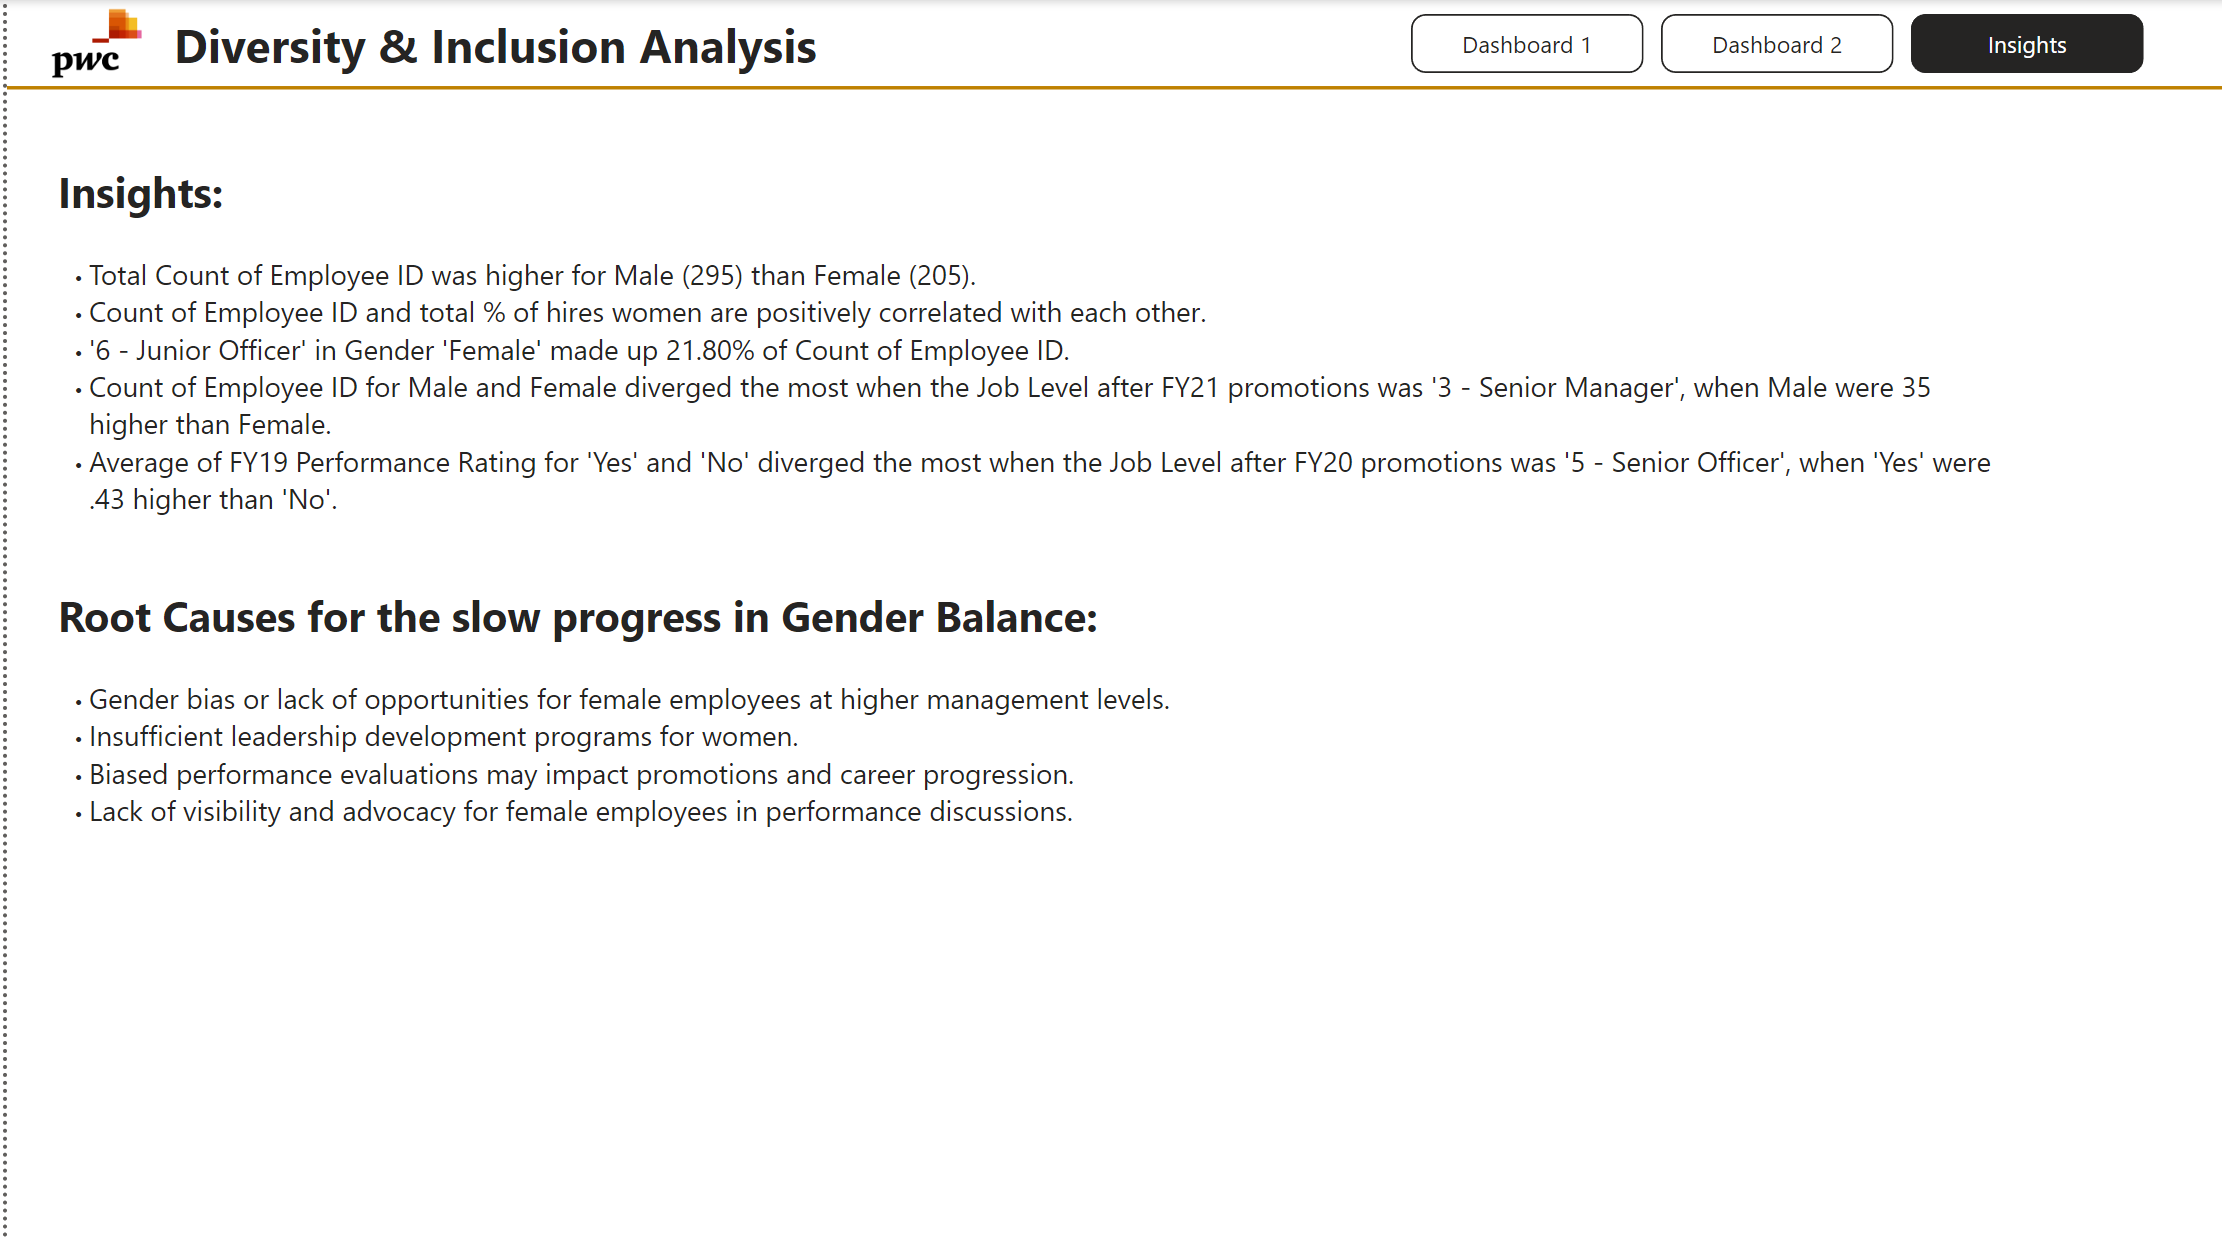 pwc
Diversity & Inclusion Analysis
Dashboard 1
Dashboard 2
Insights
Insights:
• Total Count of Employee ID was higher for Male (295) than Female (205).
• Count of Employee ID and total % of hires women are positively correlated with each other.
• '6 - Junior Officer' in Gender 'Female' made up 21.80% of Count of Employee ID.
• Count of Employee ID for Male and Female diverged the most when the Job Level after FY21 promotions was '3 - Senior Manager', when Male were 35
higher than Female.
• Average of FY19 Performance Rating for 'Yes' and 'No' diverged the most when the Job Level after FY20 promotions was '5 - Senior Officer', when 'Yes' were
.43 higher than 'No'.
Root Causes for the slow progress in Gender Balance:
• Gender bias or lack of opportunities for female employees at higher management levels.
• Insufficient leadership development programs for women.
• Biased performance evaluations may impact promotions and career progression.
• Lack of visibility and advocacy for female employees in performance discussions.